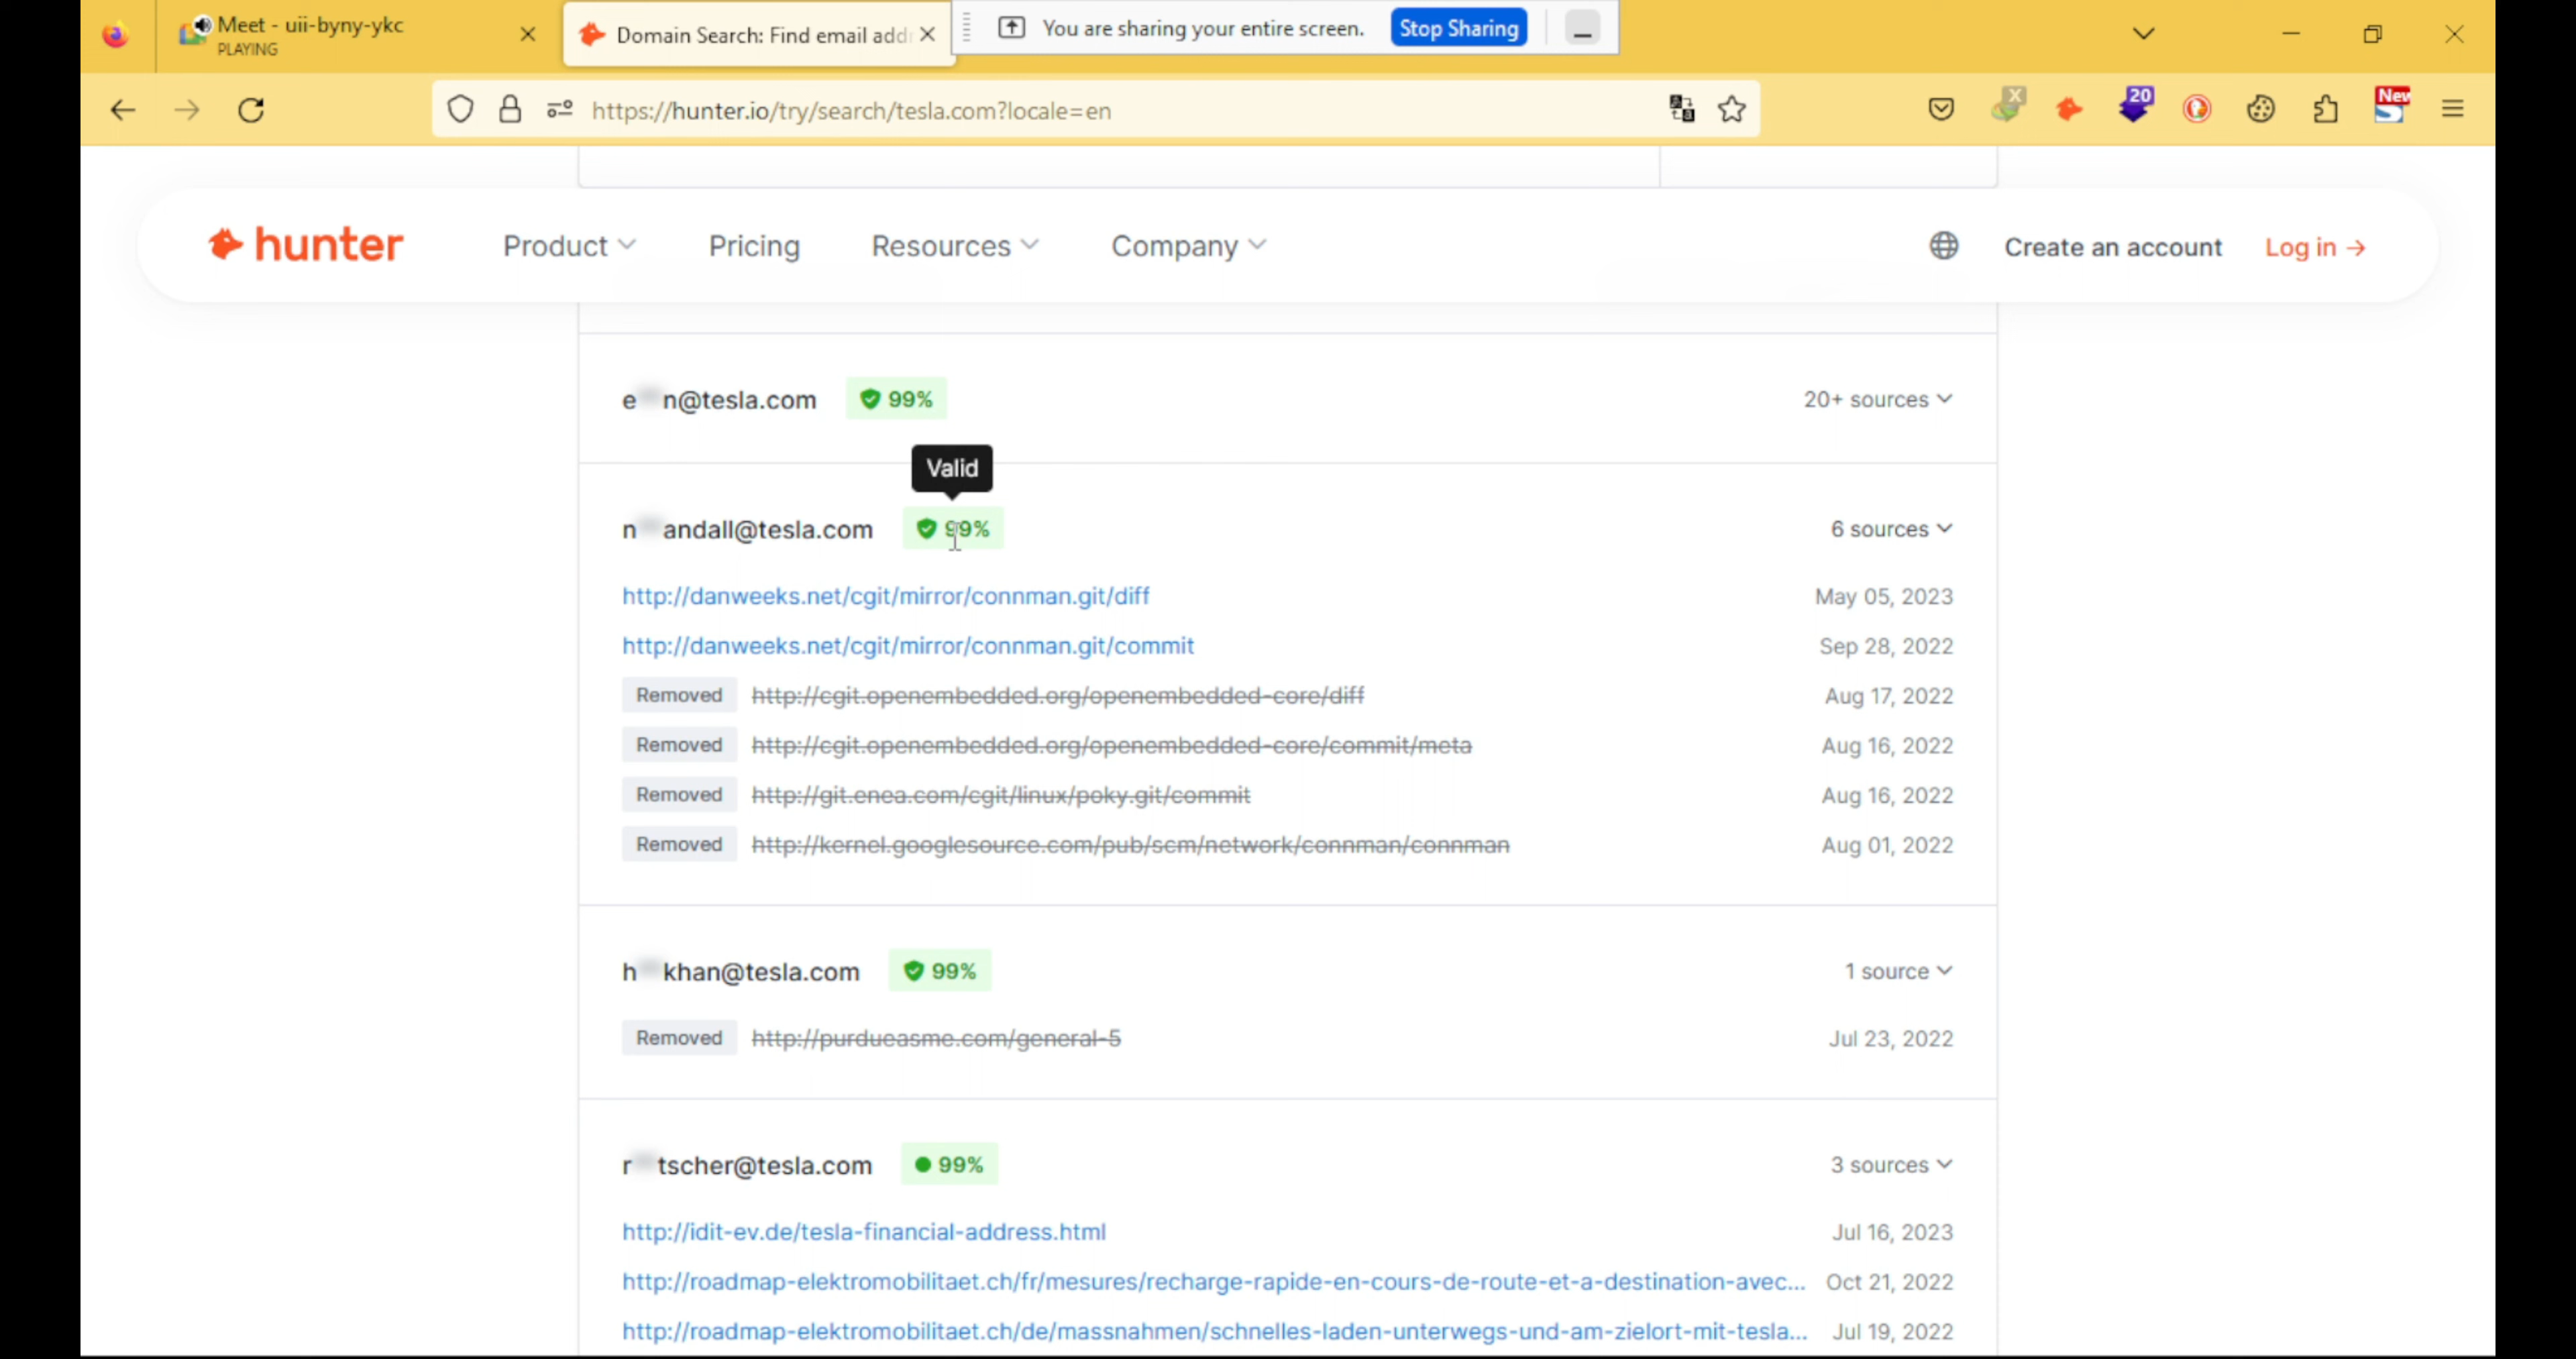 Meet - uii-byny-ykc
PLAYING
Domain Search: Find email add
You are sharing your entire screen.
Stop Sharing
https://hunter.io/try/search/tesla.com?locale=en
X
20
New
hunter
Product
Pricing
Resources
Company
Create an account
Log in →
e n@tesla.com 99% 20+ sources
Valid
n andall@tesla.com 99% 6 sources
http://danweeks.net/cgit/mirror/connman.git/diff May 05, 2023
http://danweeks.net/cgit/mirror/connman.git/commit Sep 28, 2022
Removed http://cgit.openembedded.org/openembedded-core/diff Aug 17, 2022
Removed http://cgit.openembedded.org/openembedded-core/commit/meta Aug 16, 2022
Removed http://git.enea.com/cgit/linux/poky.git/commit Aug 16, 2022
Removed http://kernel.googlesource.com/pub/scm/network/connman/connman Aug 01, 2022
h khan@tesla.com 99% 1 source
Removed http://purdueasme.com/general-5 Jul 23, 2022
r tscher@tesla.com 99% 3 sources
http://idit-ev.de/tesla-financial-address.html Jul 16, 2023
http://roadmap-elektromobilitaet.ch/fr/mesures/recharge-rapide-en-cours-de-route-et-a-destination-avec... Oct 21, 2022
http://roadmap-elektromobilitaet.ch/de/massnahmen/schnelles-laden-unterwegs-und-am-zielort-mit-tesla... Jul 19, 2022